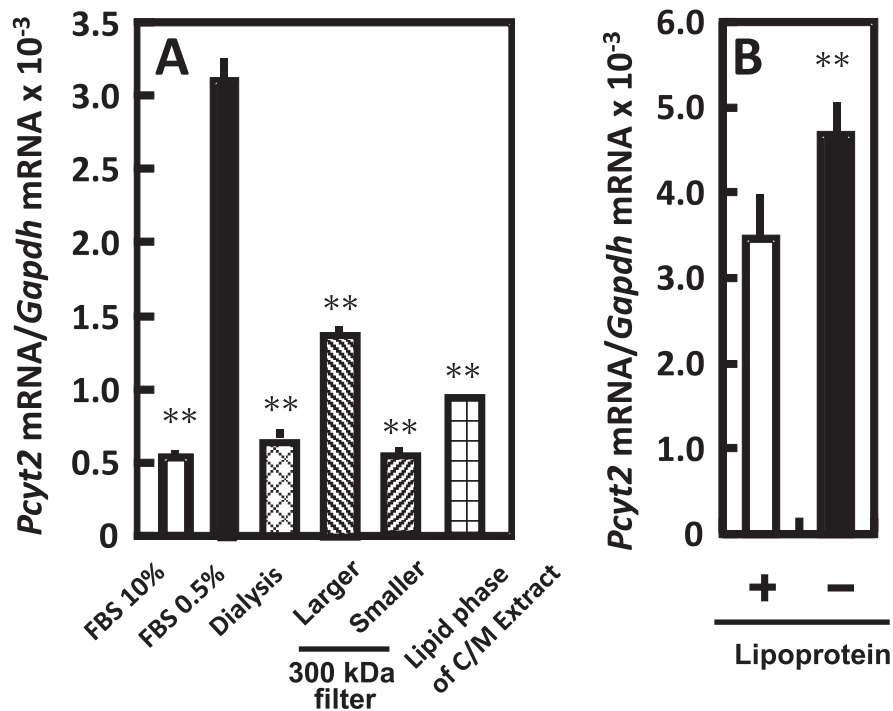 A
Pcyt2 mRNA/Gapdh mRNA x 10-3
3.5
3.0
2.5
2.0
1.5
1.0
0.5
0
**
**
**
**
**
FBS 10%
FBS 0.5%
Dialysis
Larger
Smaller
Lipid phase
of C/M Extract
300 kDa
filter
B
Pcyt2 mRNA/Gapdh mRNA x 10-3
6.0
5.0
4.0
3.0
2.0
1.0
0
**
+
−
Lipoprotein